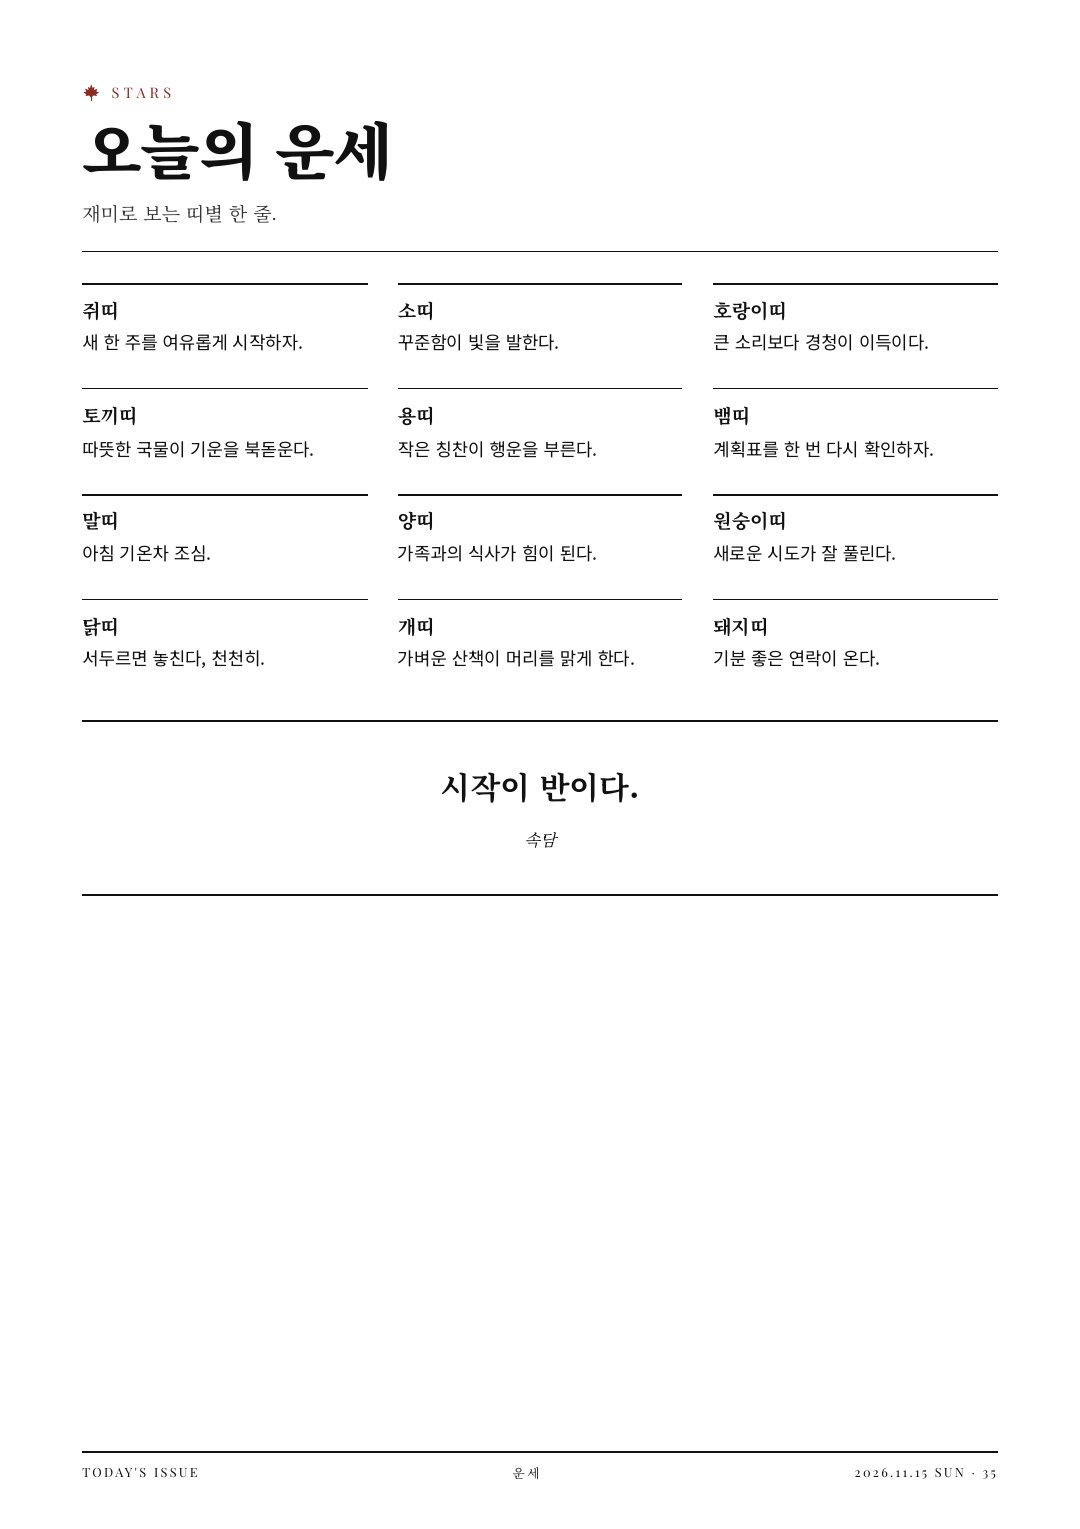 STARS
오늘의 운세
재미로 보는 띠별 한 줄.
쥐띠
새 한 주를 여유롭게 시작하자.
소띠
꾸준함이 빛을 발한다.
호랑이띠
큰 소리보다 경청이 이득이다.
토끼띠
따뜻한 국물이 기운을 북돋운다.
용띠
작은 칭찬이 행운을 부른다.
뱀띠
계획표를 한 번 다시 확인하자.
말띠
아침 기온차 조심.
양띠
가족과의 식사가 힘이 된다.
원숭이띠
새로운 시도가 잘 풀린다.
닭띠
서두르면 놓친다, 천천히.
개띠
가벼운 산책이 머리를 맑게 한다.
돼지띠
기분 좋은 연락이 온다.
시작이 반이다.
속담
TODAY'S ISSUE
운세
2026.11.15 SUN · 35